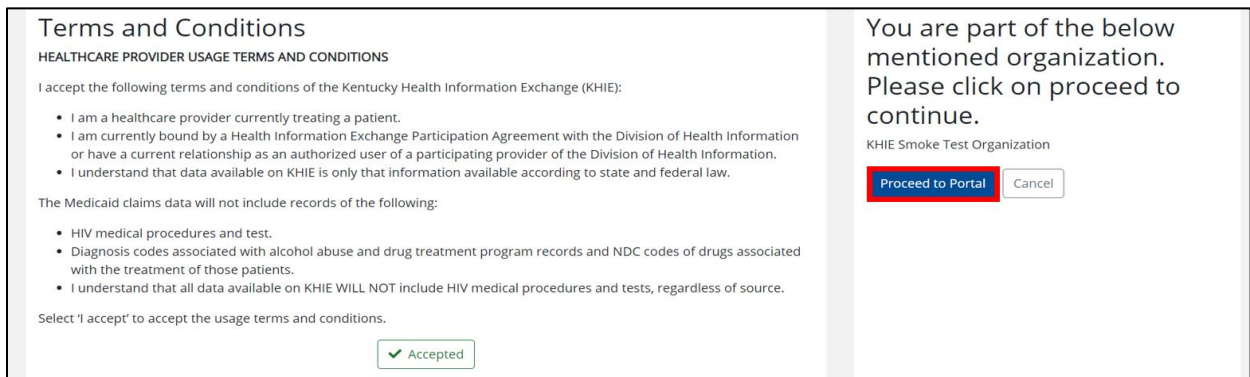 Terms and Conditions
HEALTHCARE PROVIDER USAGE TERMS AND CONDITIONS
I accept the following terms and conditions of the Kentucky Health Information Exchange (KHIE):
• I am a healthcare provider currently treating a patient.
• I am currently bound by a Health Information Exchange Participation Agreement with the Division of Health Information
or have a current relationship as an authorized user of a participating provider of the Division of Health Information.
• I understand that data available on KHIE is only that information available according to state and federal law.
The Medicaid claims data will not include records of the following:
• HIV medical procedures and test.
• Diagnosis codes associated with alcohol abuse and drug treatment program records and NDC codes of drugs associated
with the treatment of those patients.
• I understand that all data available on KHIE WILL NOT include HIV medical procedures and tests, regardless of source.
Select ‘I accept’ to accept the usage terms and conditions.
✔ Accepted
You are part of the below
mentioned organization.
Please click on proceed to
continue.
KHIE Smoke Test Organization
Proceed to Portal Cancel